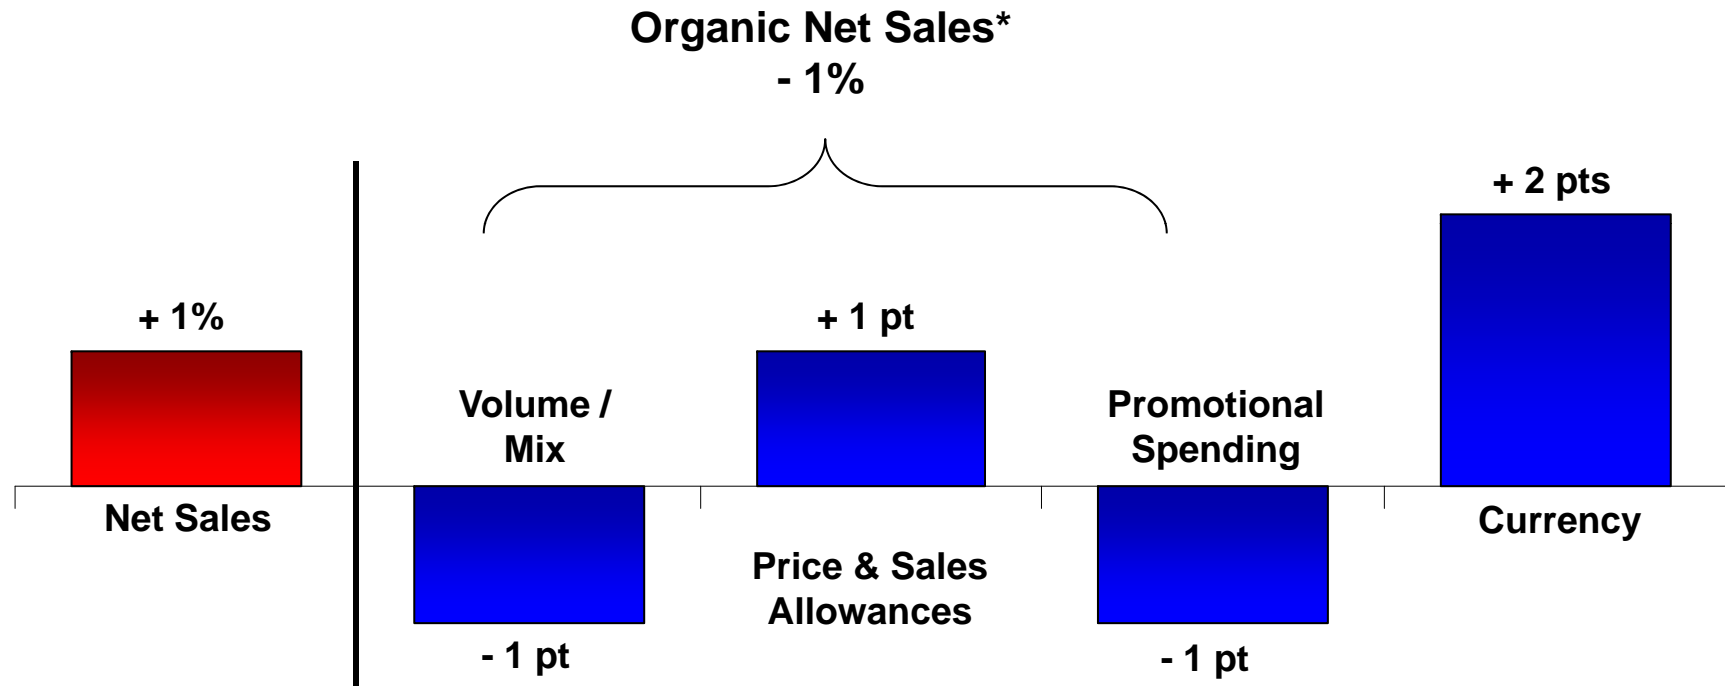 Organic Net Sales*
- 1%
+ 2 pts
+ 1%
+ 1 pt
Volume /
Mix
Promotional
Spending
Net Sales
Currency
Price & Sales
Allowances
- 1 pt
- 1 pt